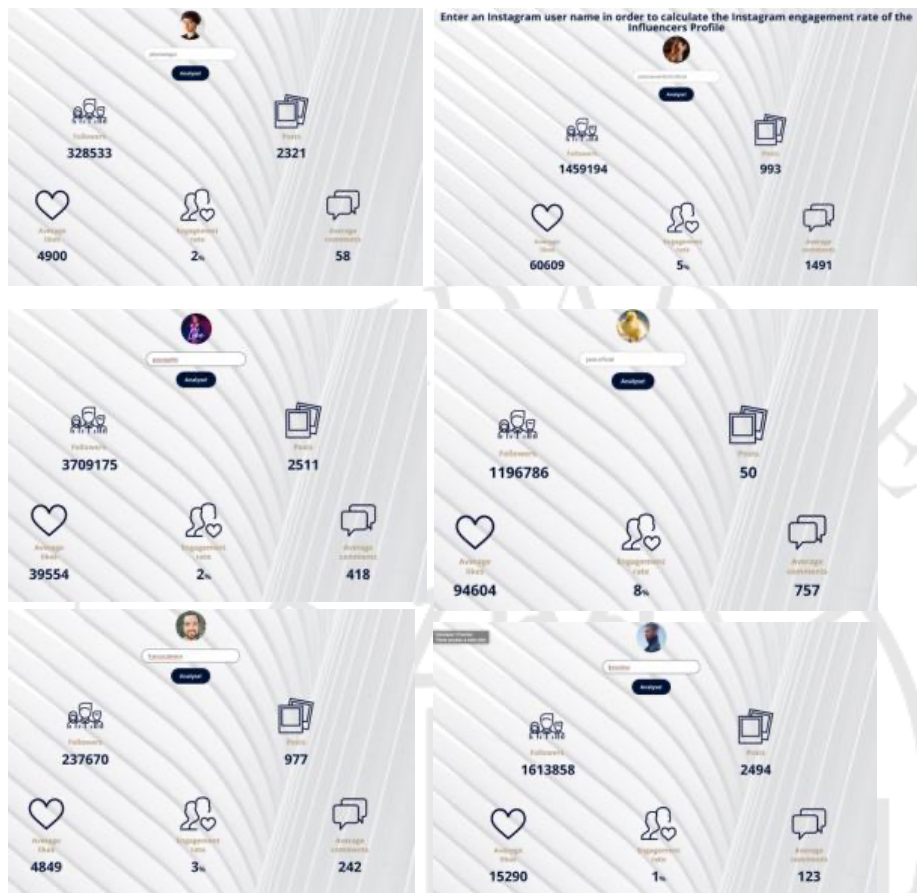 Analyse!
Followers
Posts
328533
2321
Average
likes
Engagement
rate
Average
comments
4900
2%
58
Enter an Instagram user name in order to calculate the Instagram engagement rate of the
Influencers Profile
Analyse!
Followers
Posts
1459194
993
Average
likes
Engagement
rate
Average
comments
60609
5%
1491
Analyse!
Followers
Posts
3709175
2511
Average
likes
Engagement
rate
Average
comments
39554
2%
418
Analyse!
Followers
Posts
1196786
50
Average
likes
Engagement
rate
Average
comments
94604
8%
757
Analyse!
Followers
Posts
237670
977
Average
likes
Engagement
rate
Average
comments
4849
3%
242
Analyse!
Followers
Posts
1613858
2494
Average
likes
Engagement
rate
Average
comments
15290
1%
123